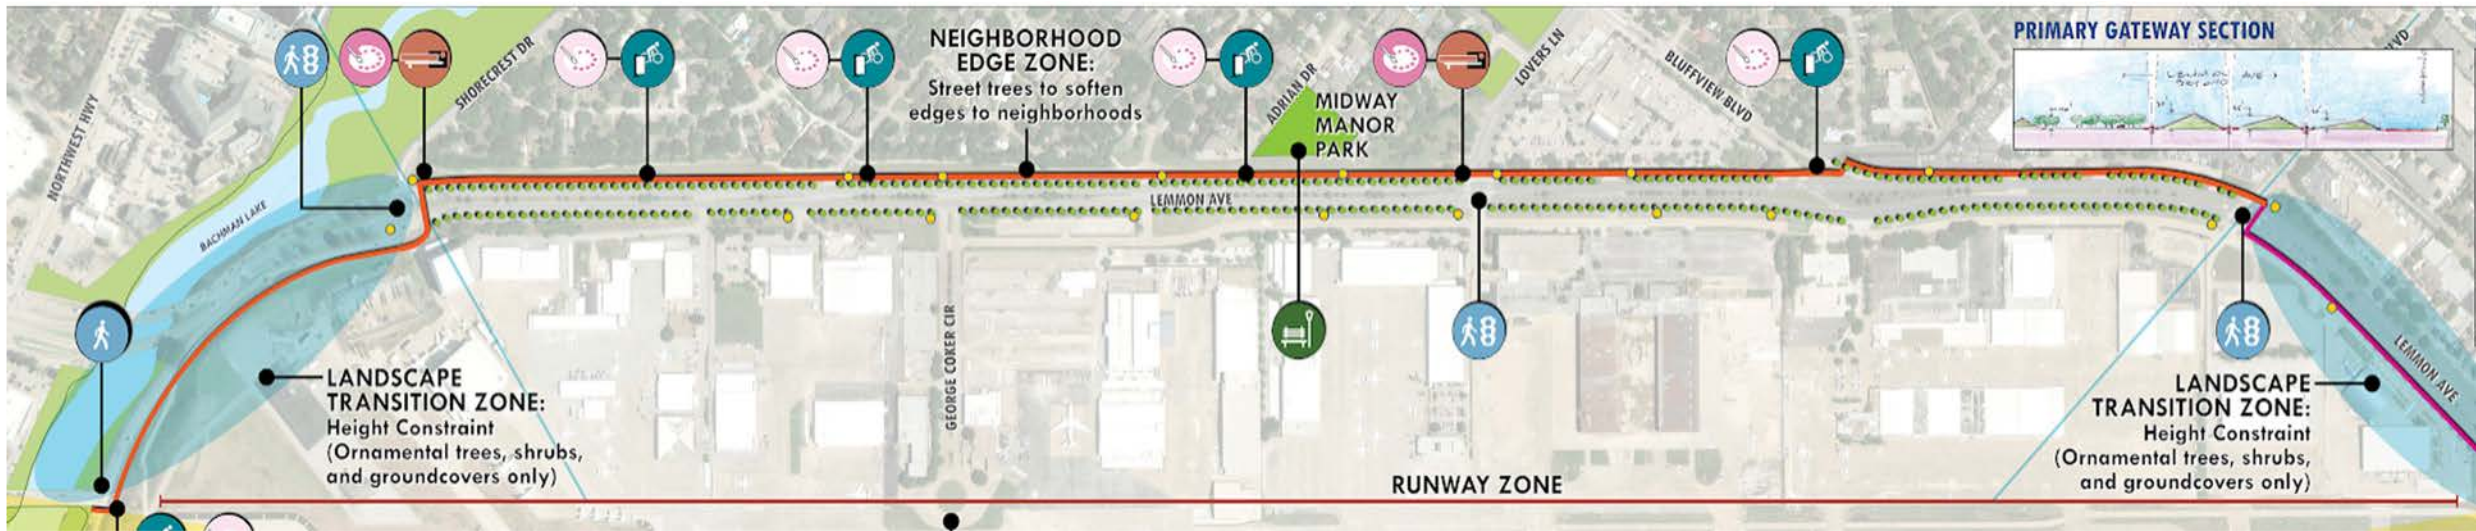 PRIMARY GATEWAY SECTION
NEIGHBORHOOD
EDGE ZONE:
Street trees to soften
edges to neighborhoods
SHORECREST DR
NORTHWEST HWY
ADRIAN DR
LOVERS LN
BLUFFVIEW BLVD
BLVD
MIDWAY
MANOR
PARK
BACHMAN LAKE
LEMMON AVE
GEORGE COKER CIR
LEMMON AVE
LANDSCAPE
TRANSITION ZONE:
Height Constraint
(Ornamental trees, shrubs,
and groundcovers only)
LANDSCAPE
TRANSITION ZONE:
Height Constraint
(Ornamental trees, shrubs,
and groundcovers only)
RUNWAY ZONE